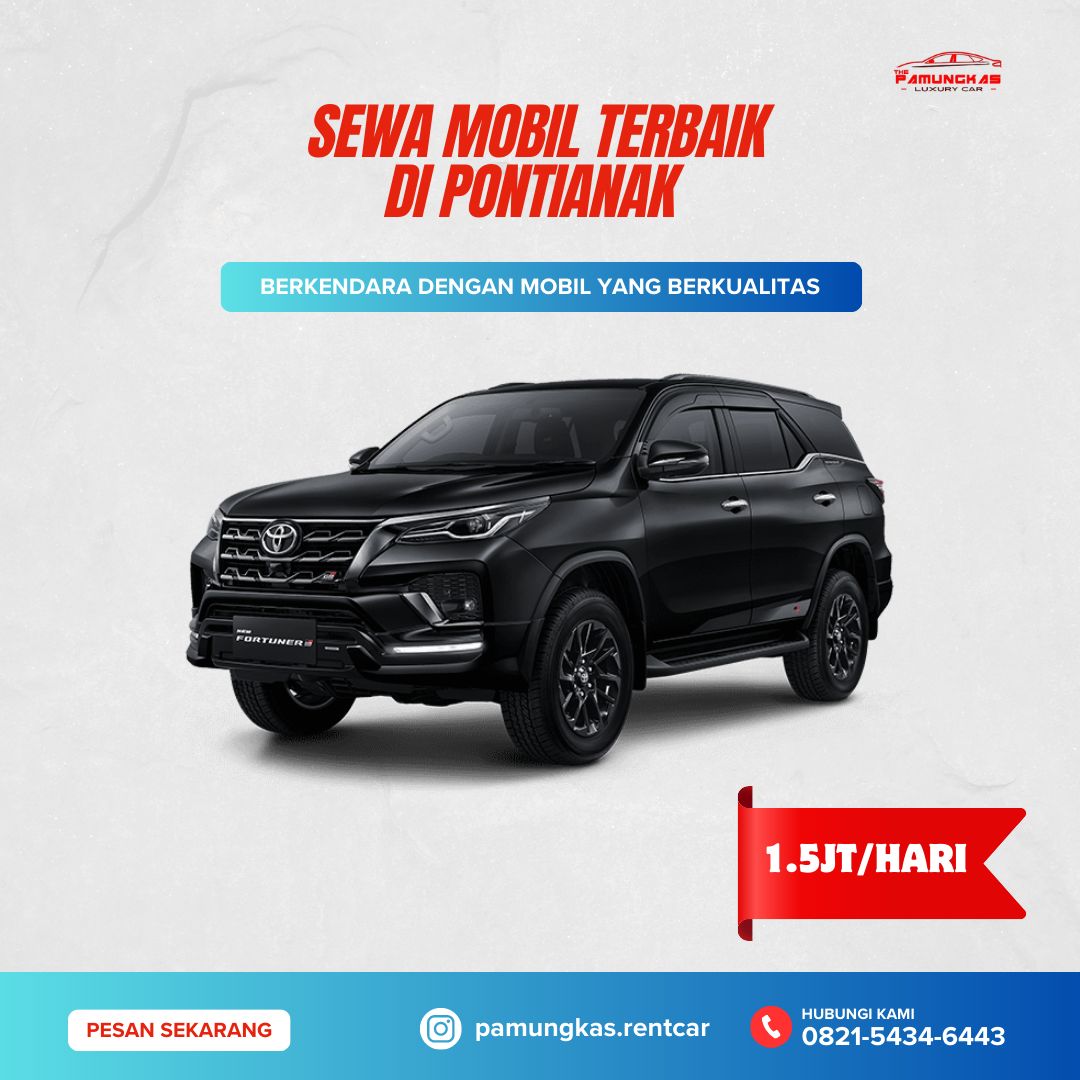 THE
PAMUNGKAS
- LUXURY CAR -
SEWA MOBIL TERBAIK
DI PONTIANAK
BERKENDARA DENGAN MOBIL YANG BERKUALITAS
NEW
FORTUNER
1.5JT/HARI
PESAN SEKARANG
pamungkas.rentcar
HUBUNGI KAMI
0821-5434-6443